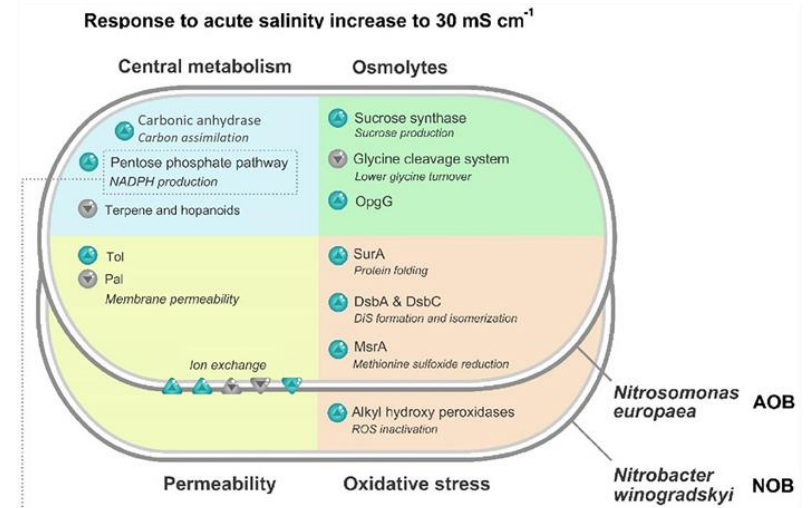 Response to acute salinity increase to 30 mS cm⁻¹
Central metabolism
Osmolytes
Carbonic anhydrase
Carbon assimilation
Pentose phosphate pathway
NADPH production
Terpene and hopanoids
Sucrose synthase
Sucrose production
Glycine cleavage system
Lower glycine turnover
OpgG
Tol
Pal
Membrane permeability
Ion exchange
SurA
Protein folding
DsbA & DsbC
DiS formation and isomerization
MsrA
Methionine sulfoxide reduction
Alkyl hydroxy peroxidases
ROS inactivation
Nitrosomonas
europaea
AOB
Permeability
Oxidative stress
Nitrobacter
winogradskyi
NOB